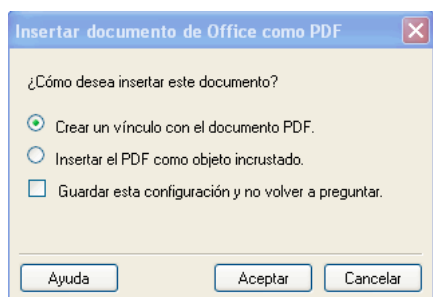 Insertar documento de Office como PDF
¿Cómo desea insertar este documento?
Crear un vínculo con el documento PDF.
Insertar el PDF como objeto incrustado.
Guardar esta configuración y no volver a preguntar.
Ayuda Aceptar Cancelar